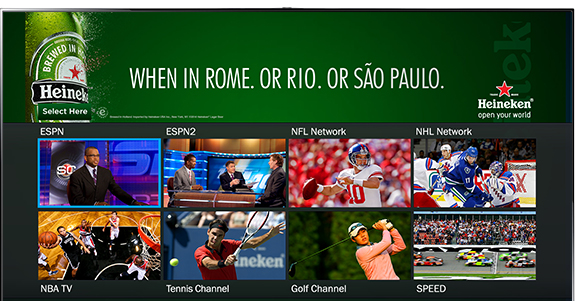 BREWED IN H
Heineken
Select Here
WHEN IN ROME. OR RIO. OR SÃO PAULO.
Heineken®
open your world
ESPN
ESPN2
NFL Network
NHL Network
10
NBA TV
Tennis Channel
Golf Channel
SPEED